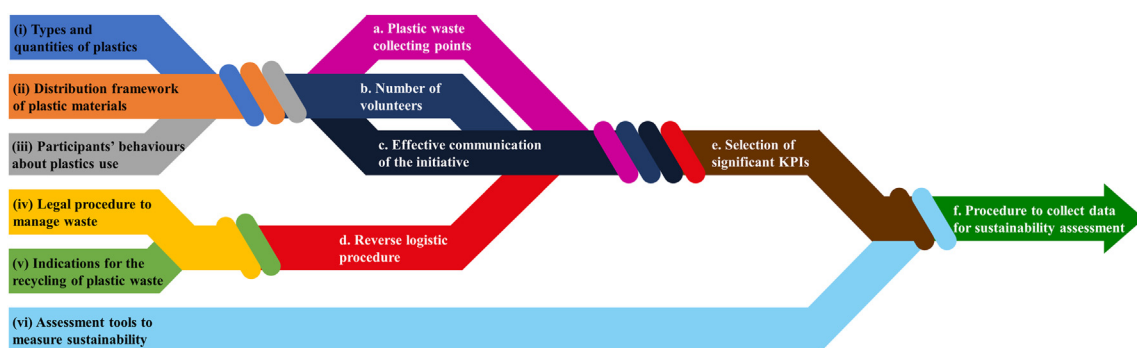 (i) Types and
quantities of plastics
(ii) Distribution framework
of plastic materials
(iii) Participants' behaviours
about plastics use
(iv) Legal procedure to
manage waste
(v) Indications for the
recycling of plastic waste
(vi) Assessment tools to
measure sustainability
a. Plastic waste
collecting points
b. Number of
volunteers
c. Effective communication
of the initiative
d. Reverse logistic
procedure
e. Selection of
significant KPIs
f. Procedure to collect data
for sustainability assessment